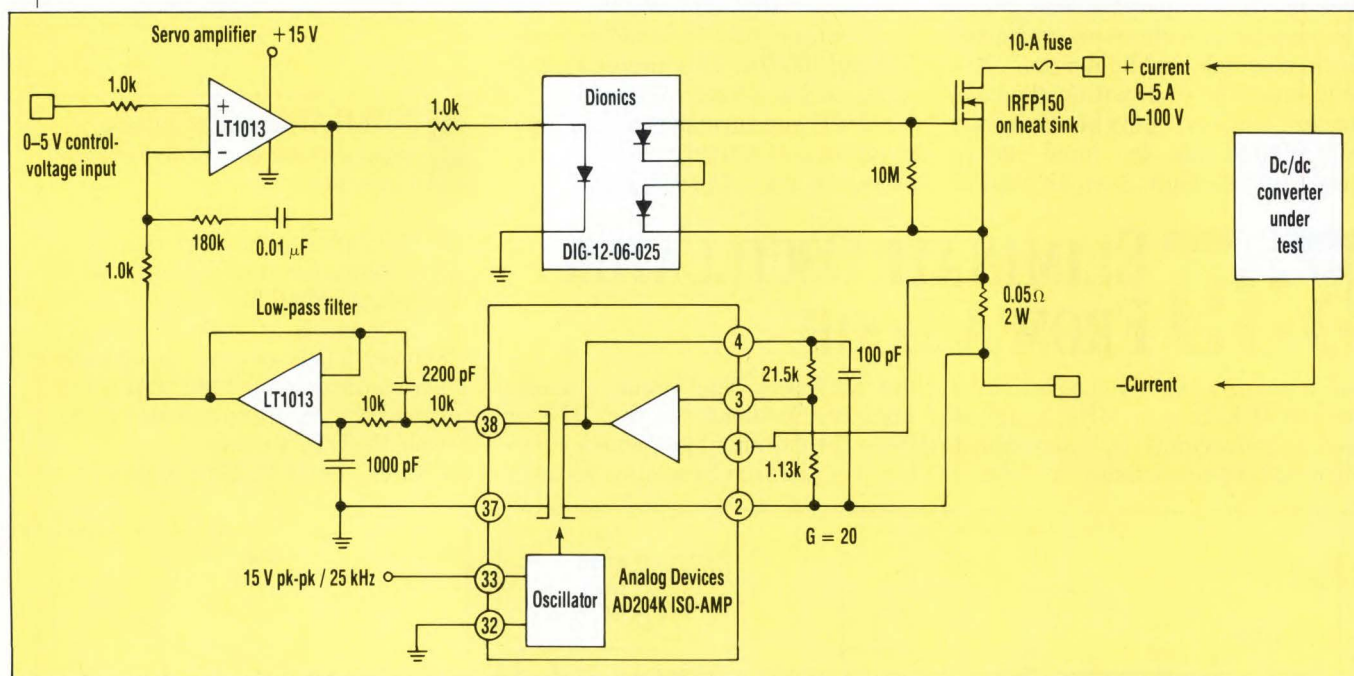 Servo amplifier
+15 V
1.0k
+
LT1013
−
0–5 V control-
voltage input
1.0k
180k
0.01 µF
1.0k
Dionics
DIG-12-06-025
10M
10-A fuse
IRFP150
on heat sink
+ current
0–5 A
0–100 V
Dc/dc
converter
under
test
0.05Ω
2 W
–Current
Low-pass filter
LT1013
2200 pF
10k
10k
1000 pF
38
37
33
32
15 V pk-pk / 25 kHz
Oscillator
Analog Devices
AD204K ISO-AMP
4
3
1
2
21.5k
100 pF
1.13k
G = 20